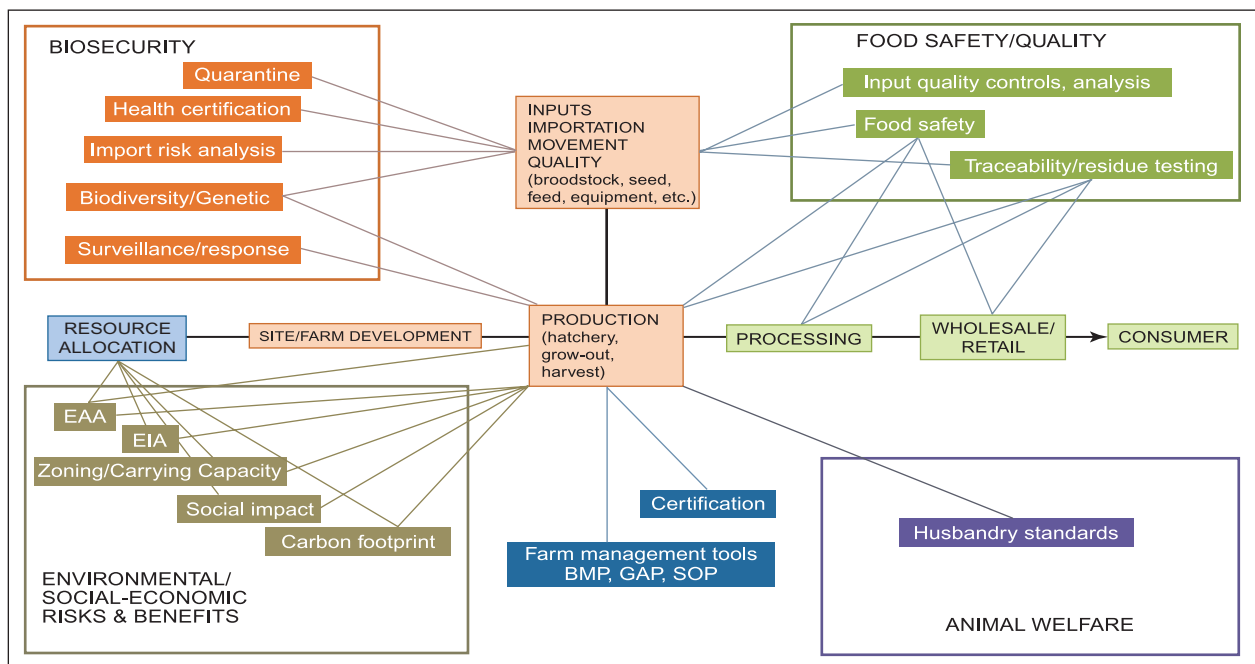 BIOSECURITY
Quarantine
Health certification
Import risk analysis
Biodiversity/Genetic
Surveillance/response
INPUTS
IMPORTATION
MOVEMENT
QUALITY
(broodstock, seed,
feed, equipment, etc.)
FOOD SAFETY/QUALITY
Input quality controls, analysis
Food safety
Traceability/residue testing
RESOURCE
ALLOCATION
SITE/FARM DEVELOPMENT
PRODUCTION
(hatchery,
grow-out,
harvest)
PROCESSING
WHOLESALE/
RETAIL
CONSUMER
EAA
EIA
Zoning/Carrying Capacity
Social impact
Carbon footprint
ENVIRONMENTAL/
SOCIAL-ECONOMIC
RISKS & BENEFITS
Certification
Farm management tools
BMP, GAP, SOP
Husbandry standards
ANIMAL WELFARE